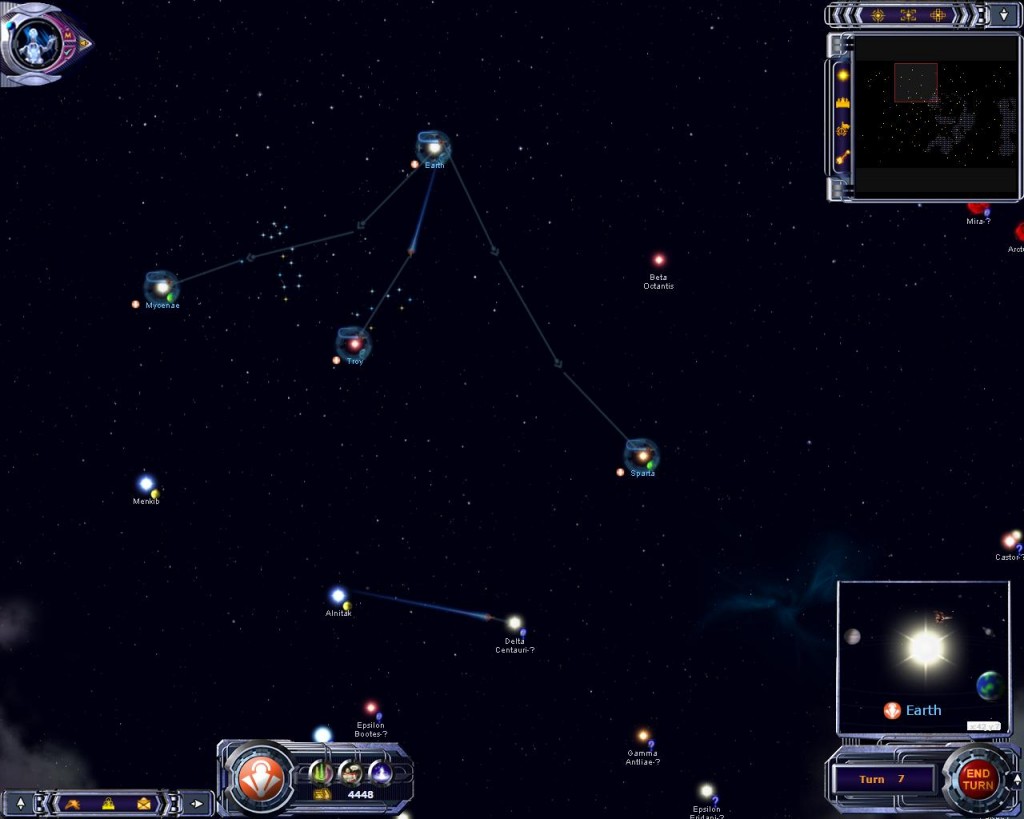 M
S
Earth
Mira-?
Beta
Octantis
Mycenae
Troy
Sparta
Menkib
Castor-?
Alnitak
Delta
Centauri-?
Epsilon
Bootes-?
Gamma
Antliae-?
Earth
Epsilon
Eridani-?
4448
Turn 7
END
TURN